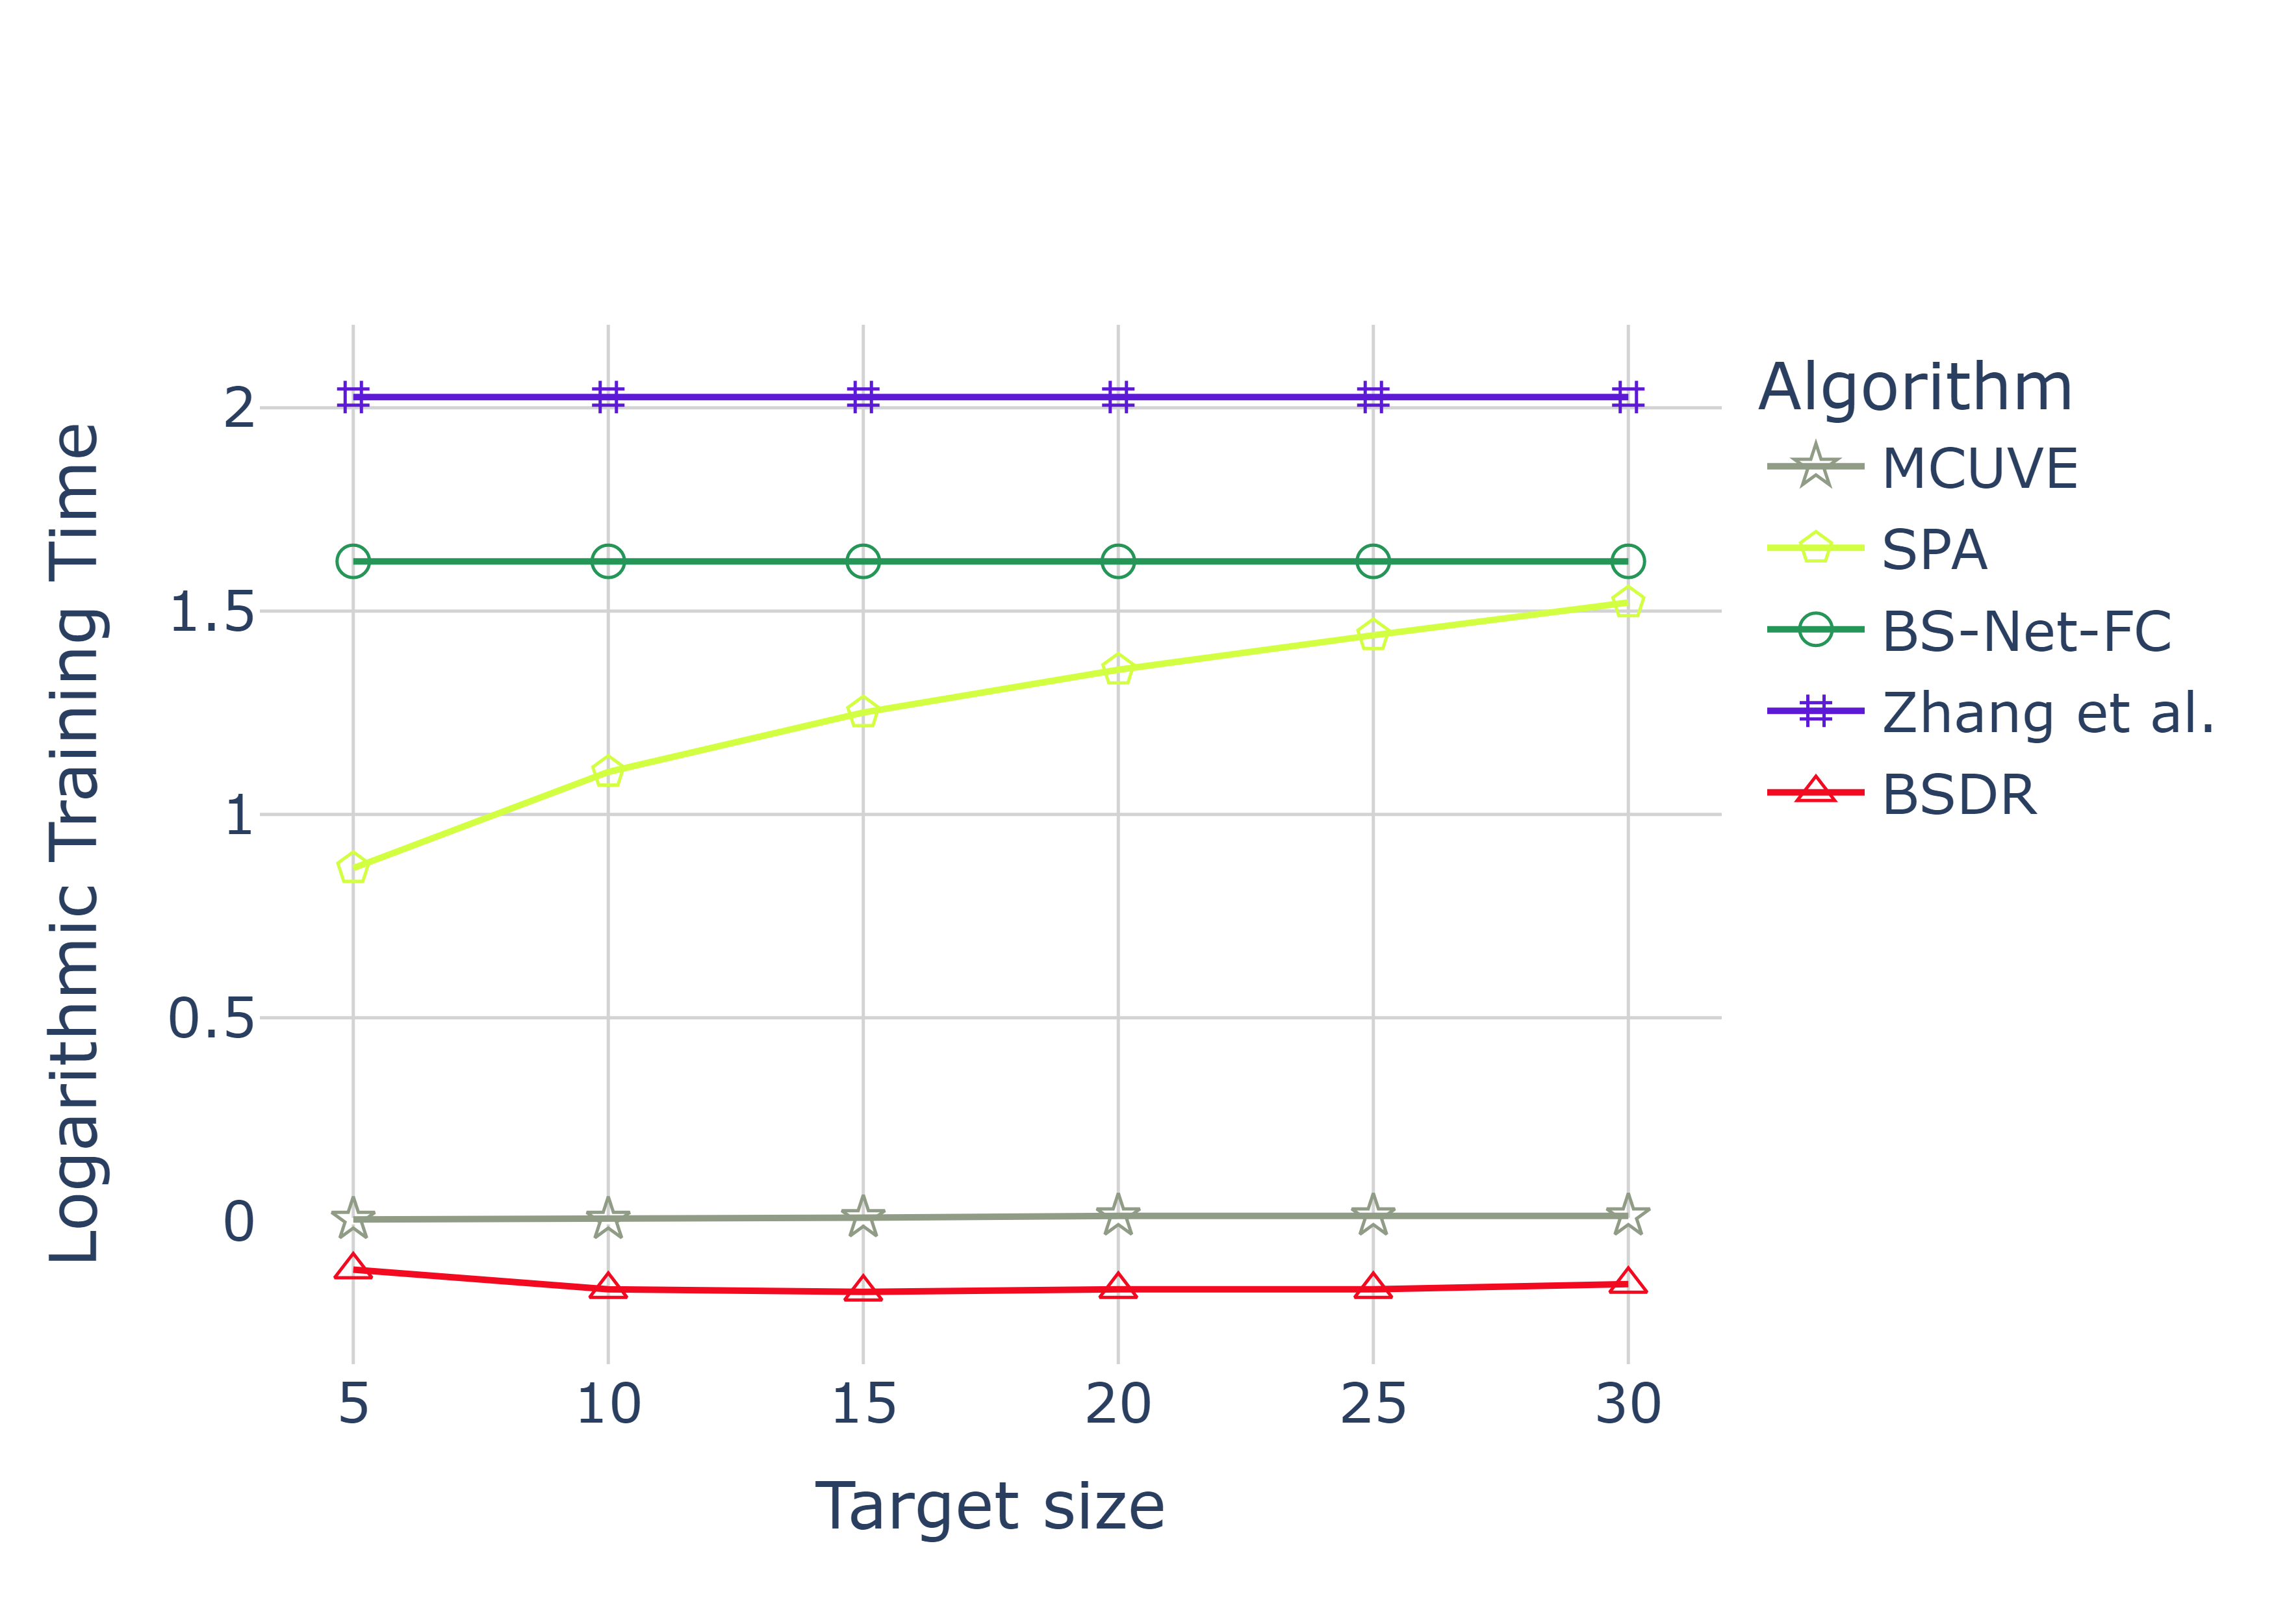 Logarithmic Training Time
2
1.5
1
0.5
0
5 10 15 20 25 30
Target size
Algorithm
MCUVE
SPA
BS-Net-FC
Zhang et al.
BSDR